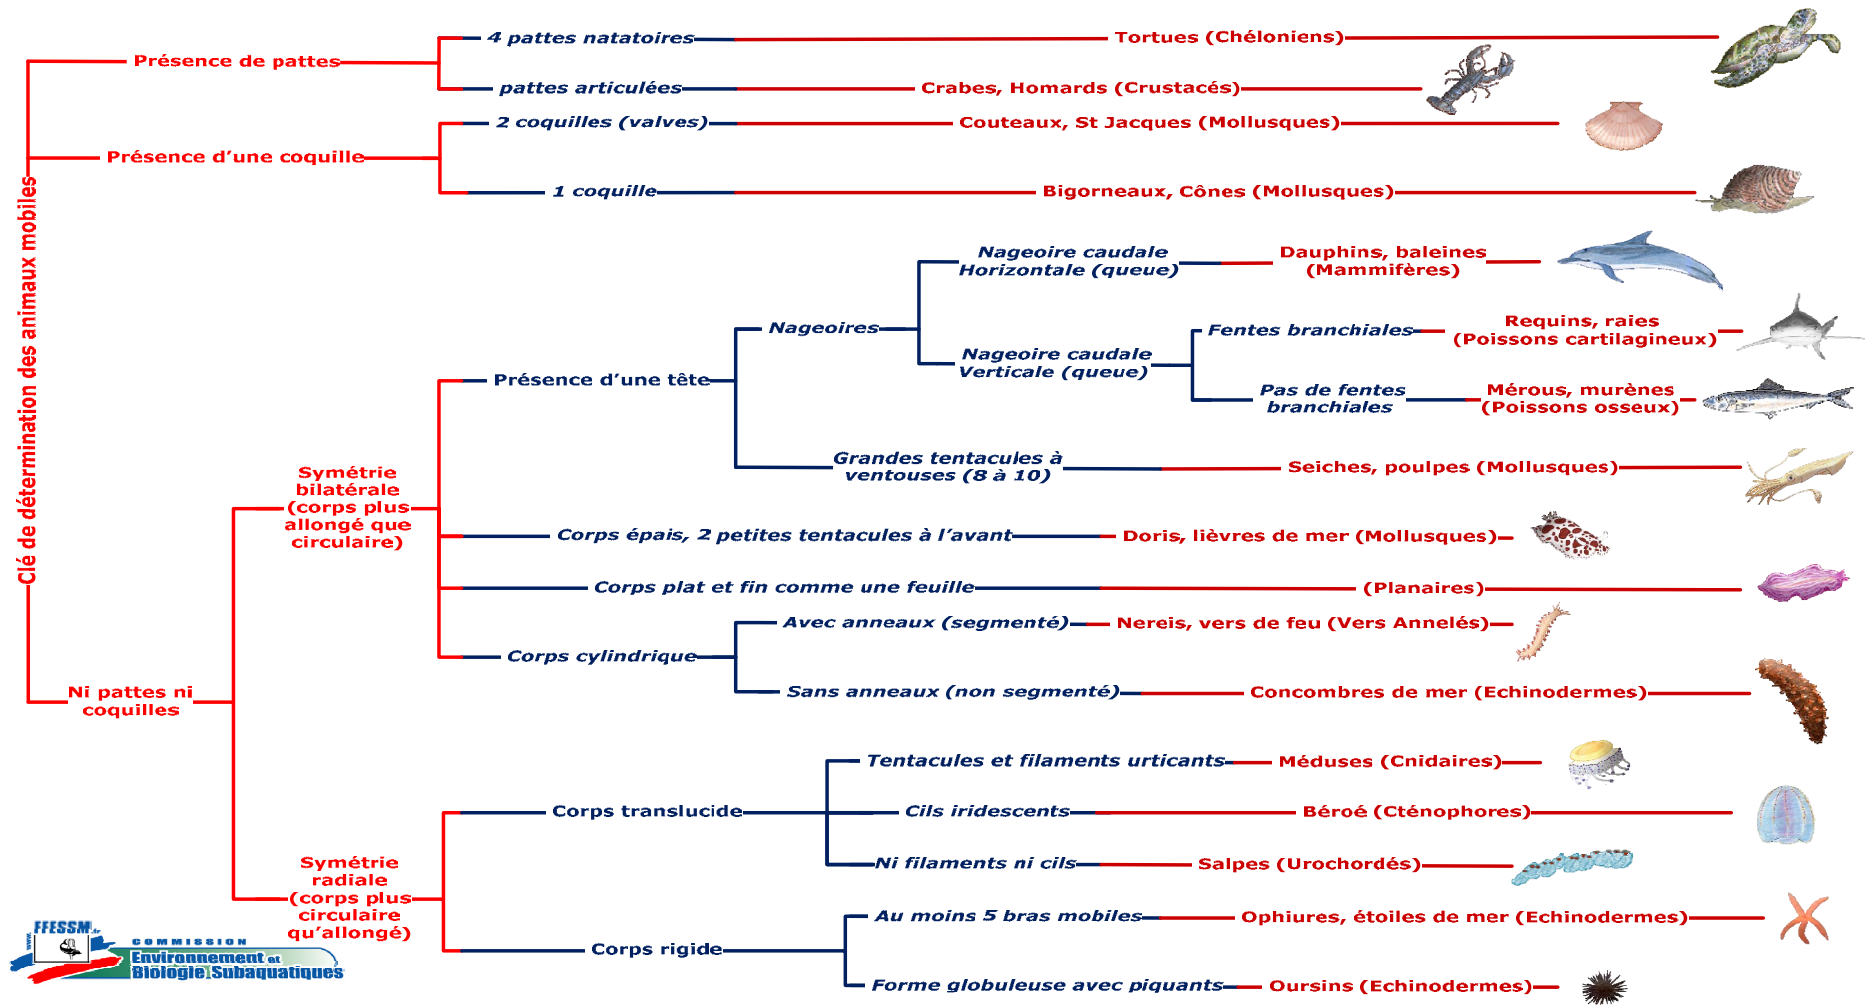 Clé de détermination des animaux mobiles
Présence de pattes
4 pattes natatoires
Tortues (Chéloniens)
pattes articulées
Crabes, Homards (Crustacés)
Présence d’une coquille
2 coquilles (valves)
Couteaux, St Jacques (Mollusques)
1 coquille
Bigorneaux, Cônes (Mollusques)
Ni pattes ni
coquilles
Symétrie
bilatérale
(corps plus
allongé que
circulaire)
Présence d’une tête
Nageoires
Nageoire caudale
Horizontale (queue)
Dauphins, baleines
(Mammifères)
Nageoire caudale
Verticale (queue)
Fentes branchiales
Requins, raies
(Poissons cartilagineux)
Pas de fentes
branchiales
Mérous, murènes
(Poissons osseux)
Grandes tentacules à
ventouses (8 à 10)
Seiches, poulpes (Mollusques)
Corps épais, 2 petites tentacules à l’avant
Doris, lièvres de mer (Mollusques)
Corps plat et fin comme une feuille
(Planaires)
Corps cylindrique
Avec anneaux (segmenté)
Nereis, vers de feu (Vers Annelés)
Sans anneaux (non segmenté)
Concombres de mer (Echinodermes)
Symétrie
radiale
(corps plus
circulaire
qu’allongé)
Corps translucide
Tentacules et filaments urticants
Méduses (Cnidaires)
Cils iridescents
Béroé (Cténophores)
Ni filaments ni cils
Salpes (Urochordés)
Corps rigide
Au moins 5 bras mobiles
Ophiures, étoiles de mer (Echinodermes)
Forme globuleuse avec piquants
Oursins (Echinodermes)
www.FFESSM.fr
COMMISSION
Environnement et
Biologie Subaquatiques